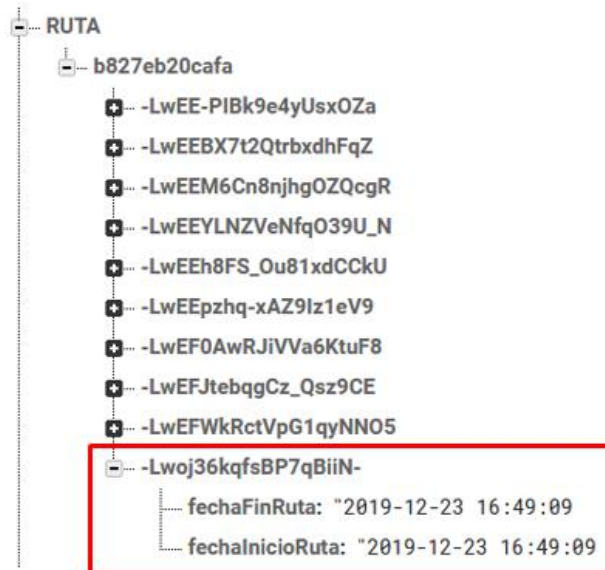 RUTA
b827eb20cafa
-LwEE-PIBk9e4yUsxOZa
-LwEEBX7t2QtrbxdhFqZ
-LwEEM6Cn8njhgOZQcgR
-LwEEYLNZVeNfqO39U_N
-LwEEh8FS_Ou81xdCCkU
-LwEEpzhq-xAZ9Iz1eV9
-LwEF0AwRJiVVa6KtuF8
-LwEFJtebqgCz_Qsz9CE
-LwEFWkRctVpG1qyNNO5
-Lwoj36kqfsBP7qBiiN-
fechaFinRuta: "2019-12-23 16:49:09
fechaInicioRuta: "2019-12-23 16:49:09